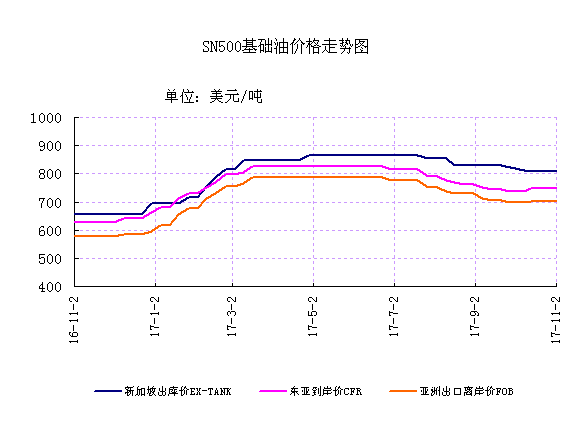 SN500基础油价格走势图
单位：美元/吨
1000
900
800
700
600
500
400
16-11-2
17-1-2
17-3-2
17-5-2
17-7-2
17-9-2
17-11-2
新加坡出库价EX-TANK
东亚到岸价CFR
亚洲出口离岸价FOB